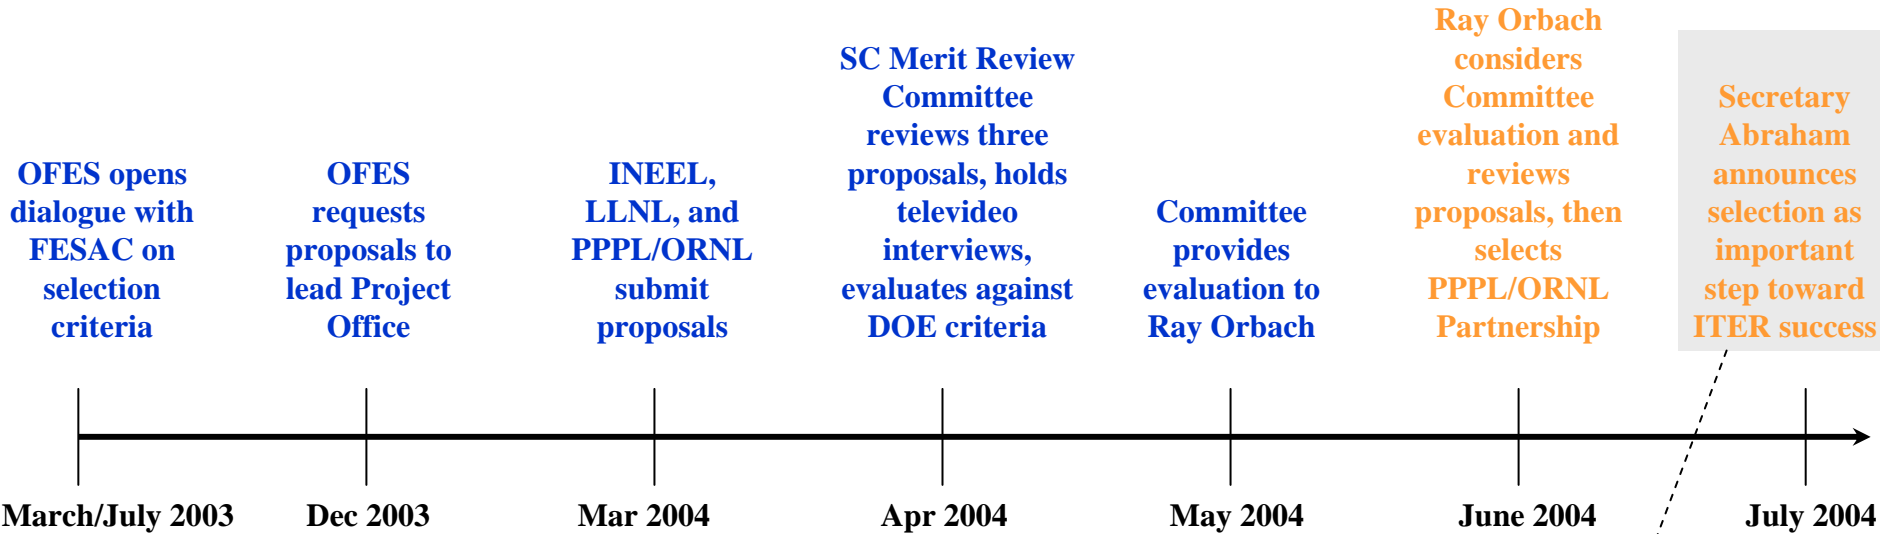 OFES opens
dialogue with
FESAC on
selection
criteria
OFES
requests
proposals to
lead Project
Office
INEEL,
LLNL, and
PPPL/ORNL
submit
proposals
SC Merit Review
Committee
reviews three
proposals, holds
televideo
interviews,
evaluates against
DOE criteria
Committee
provides
evaluation to
Ray Orbach
Ray Orbach
considers
Committee
evaluation and
reviews
proposals, then
selects
PPPL/ORNL
Partnership
Secretary
Abraham
announces
selection as
important
step toward
ITER success
March/July 2003
Dec 2003
Mar 2004
Apr 2004
May 2004
June 2004
July 2004